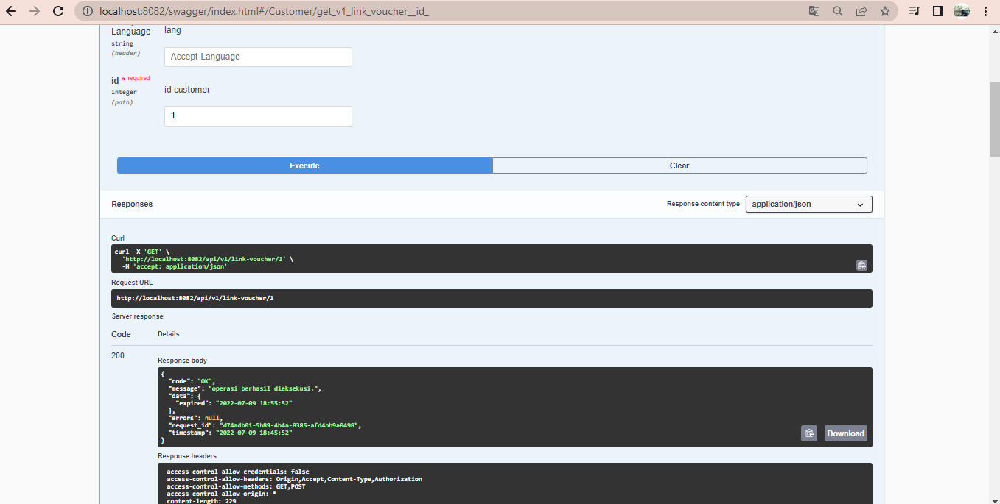 localhost:8082/swagger/index.html#/Customer/get_v1_link_voucher__id_
Language
lang
string
(header)
Accept-Language
id * required
integer
id customer
(path)
1
Execute
Clear
Responses
Response content type
application/json
Curl
curl -X 'GET' \
'http://localhost:8082/api/v1/link-voucher/1' \
-H 'accept: application/json'
Request URL
http://localhost:8082/api/v1/link-voucher/1
Server response
Code
Details
200
Response body
{
"code": "OK",
"message": "operasi berhasil dieksekusi.",
"data": {
"expired": "2022-07-09 18:55:52"
},
"errors": null,
"request_id": "d74adb01-5b89-4b4a-8385-afd4bb9a0498",
"timestamp": "2022-07-09 18:45:52"
}
Download
Response headers
access-control-allow-credentials: false
access-control-allow-headers: Origin,Accept,Content-Type,Authorization
access-control-allow-methods: GET,POST
access-control-allow-origin: *
content-length: 229